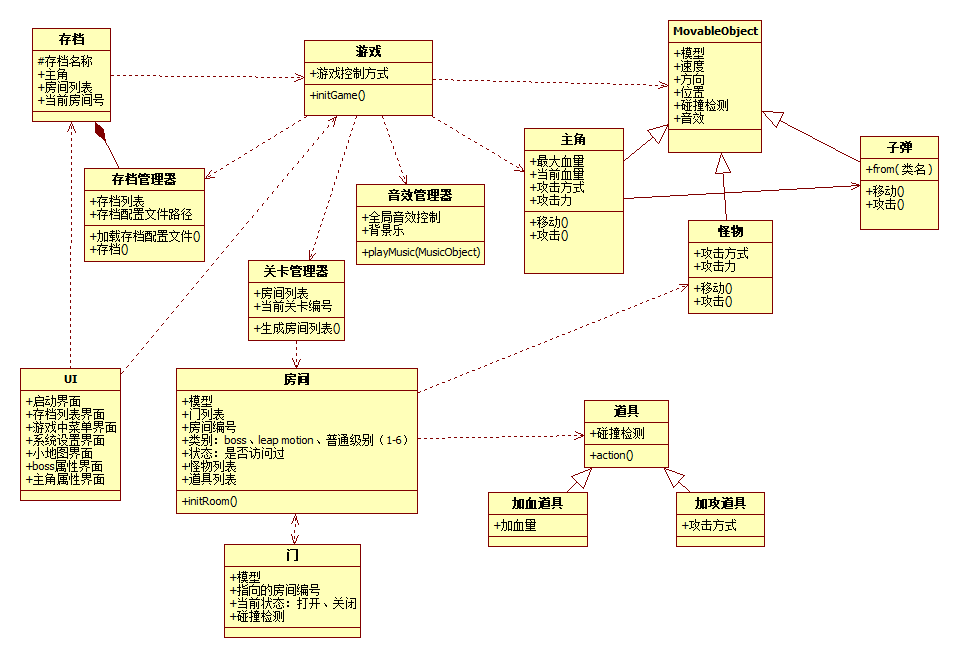 存档
#存档名称
+主角
+房间列表
+当前房间号
游戏
+游戏控制方式
+initGame()
MovableObject
+模型
+速度
+方向
+位置
+碰撞检测
+音效
主角
+最大血量
+当前血量
+攻击方式
+攻击力
+移动()
+攻击()
子弹
+from(类名)
+移动()
+攻击()
存档管理器
+存档列表
+存档配置文件路径
+加载存档配置文件()
+存档()
音效管理器
+全局音效控制
+背景乐
+playMusic(MusicObject)
怪物
+攻击方式
+攻击力
+移动()
+攻击()
关卡管理器
+房间列表
+当前关卡编号
+生成房间列表()
UI
+启动界面
+存档列表界面
+游戏中菜单界面
+系统设置界面
+小地图界面
+boss属性界面
+主角属性界面
房间
+模型
+门列表
+房间编号
+类别：boss、leap motion、普通级别（1-6）
+状态：是否访问过
+怪物列表
+道具列表
+initRoom()
道具
+碰撞检测
+action()
加血道具
+加血量
加攻道具
+攻击方式
门
+模型
+指向的房间编号
+当前状态：打开、关闭
+碰撞检测